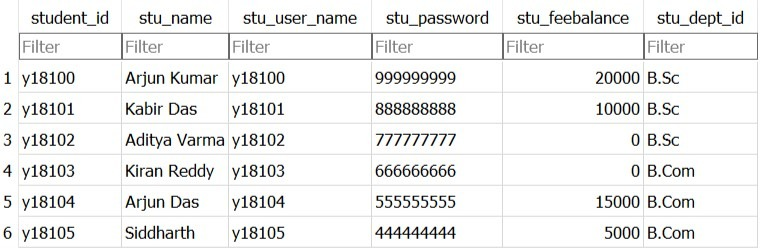 student_id stu_name stu_user_name stu_password stu_feebalance stu_dept_id
Filter Filter Filter Filter Filter Filter
1 y18100 Arjun Kumar y18100 999999999 20000 B.Sc
2 y18101 Kabir Das y18101 888888888 10000 B.Sc
3 y18102 Aditya Varma y18102 777777777 0 B.Sc
4 y18103 Kiran Reddy y18103 666666666 0 B.Com
5 y18104 Arjun Das y18104 555555555 15000 B.Com
6 y18105 Siddharth y18105 444444444 5000 B.Com